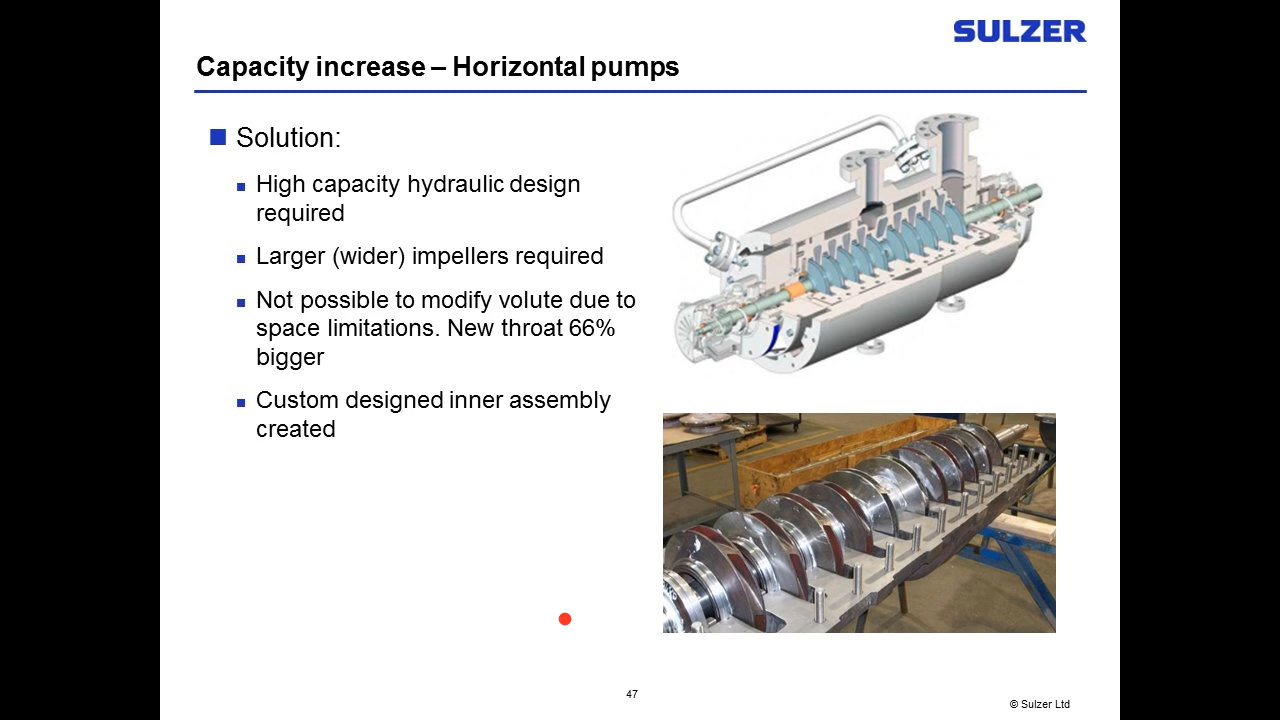 SULZER
Capacity increase – Horizontal pumps
Solution:
High capacity hydraulic design
required
Larger (wider) impellers required
Not possible to modify volute due to
space limitations. New throat 66%
bigger
Custom designed inner assembly
created
47
© Sulzer Ltd